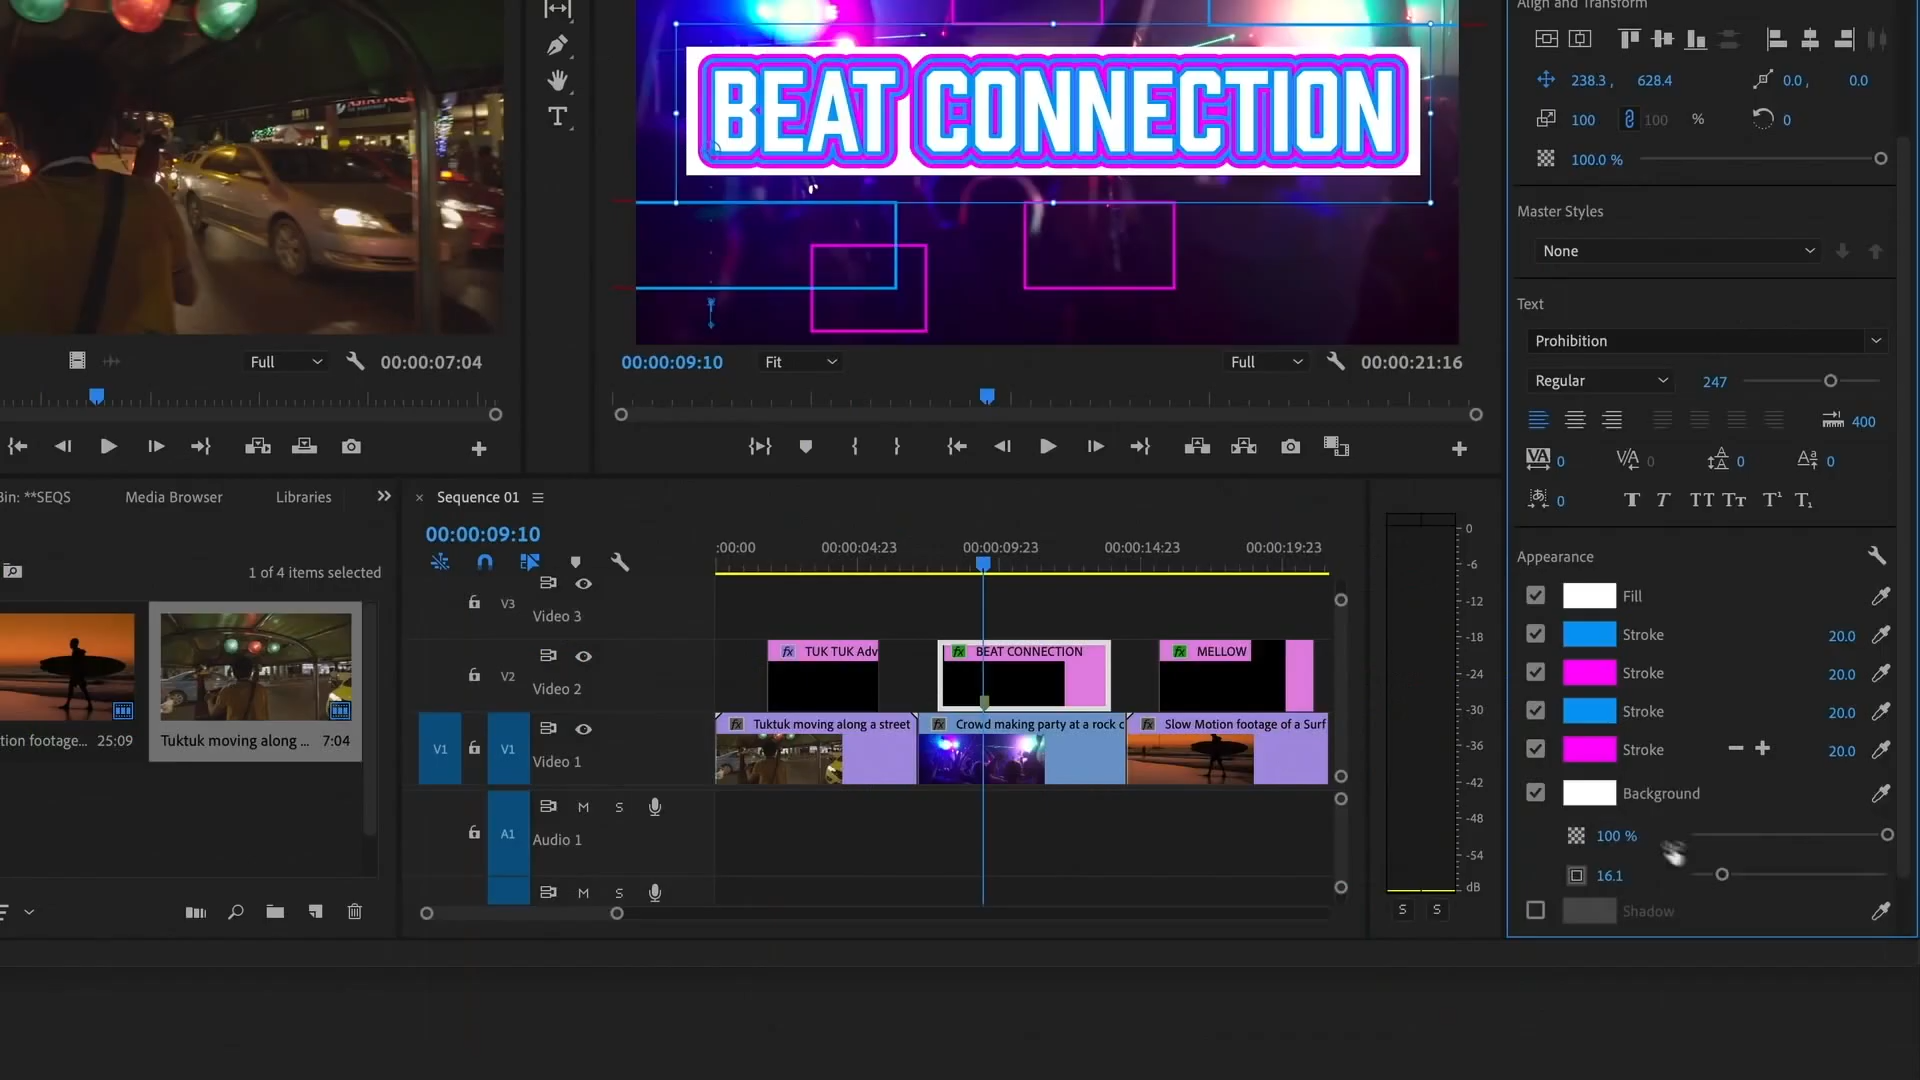 Align and Transform
238.3 , 628.4 0.0 , 0.0
100 100 % 0
100.0 %
Master Styles
None
Text
Prohibition
Regular 247
400
0 0 0 0
0
Appearance
Fill
Stroke 20.0
Stroke 20.0
Stroke 20.0
Stroke 20.0
Background
100 %
16.1
Shadow
BEAT CONNECTION
Full 00:00:07:04
00:00:09:10 Fit Full 00:00:21:16
Bin: **SEQS Media Browser Libraries
1 of 4 items selected
tion footage... 25:09
Tuktuk moving along ... 7:04
Sequence 01
00:00:09:10
:00:00 00:00:04:23 00:00:09:23 00:00:14:23 00:00:19:23
V3 Video 3
V2 Video 2
fx TUK TUK Adv
fx BEAT CONNECTION
fx MELLOW
V1 V1 Video 1
fx Tuktuk moving along a street
fx Crowd making party at a rock c
fx Slow Motion footage of a Surf
A1 M S
Audio 1
M S
0
-6
-12
-18
-24
-30
-36
-42
-48
-54
dB
S S